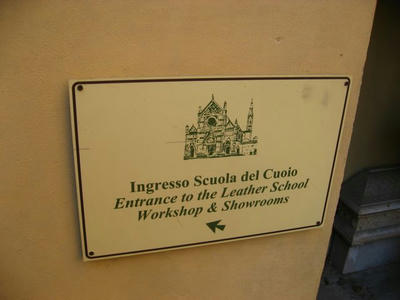 Ingresso Scuola del Cuoio
Entrance to the Leather School
Workshop & Showrooms